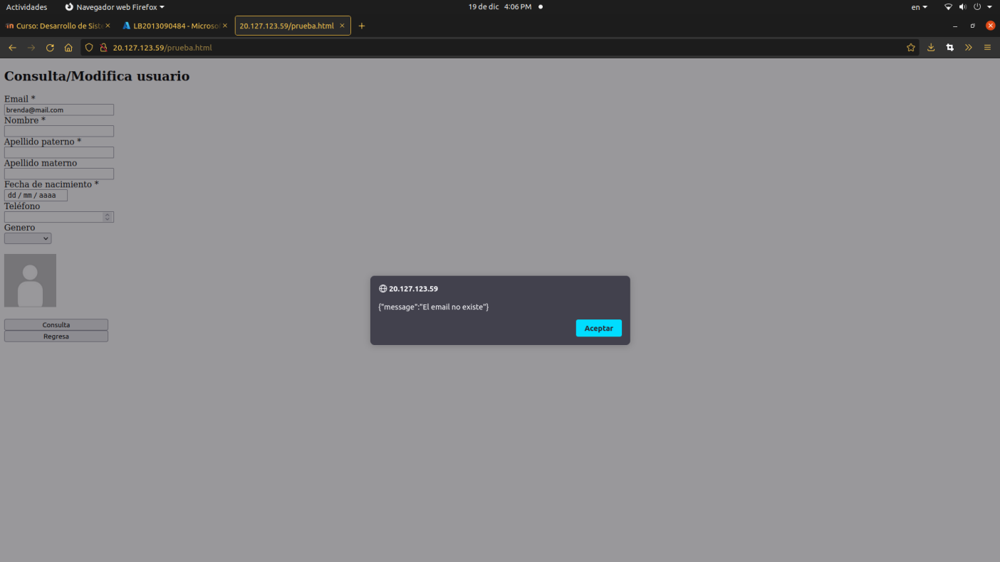 Actividades
Navegador web Firefox
19 de dic 4:06 PM
en
Curso: Desarrollo de Siste
LB2013090484 - Microsof
20.127.123.59/prueba.html
20.127.123.59/prueba.html
Consulta/Modifica usuario
Email *
brenda@mail.com
Nombre *
Apellido paterno *
Apellido materno
Fecha de nacimiento *
dd / mm / aaaa
Teléfono
Genero
Consulta
Regresa
20.127.123.59
{"message":"El email no existe"}
Aceptar